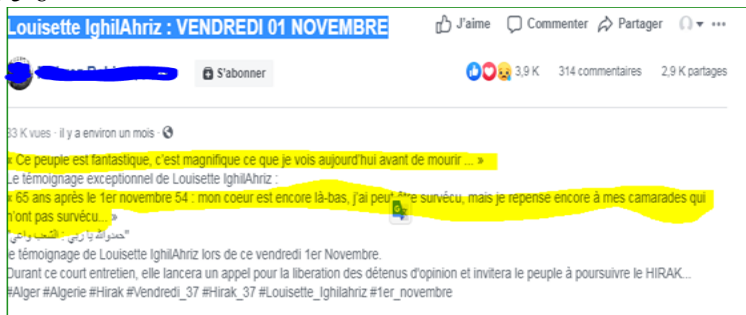 Louisette IghilAhriz : VENDREDI 01 NOVEMBRE
J'aime Commenter Partager
S'abonner
3,9 K 314 commentaires 2,9 K partages
33 K vues · il y a environ un mois ·
« Ce peuple est fantastique, c'est magnifique ce que je vois aujourd'hui avant de mourir ... »
Le témoignage exceptionnel de Louisette IghilAhriz :
« 65 ans après le 1er novembre 54 : mon coeur est encore là-bas, j'ai peut être survécu, mais je repense encore à mes camarades qui
n'ont pas survécu... »
"حمدوالله يا ربي : الشعب واعي"
le témoignage de Louisette IghilAhriz lors de ce vendredi 1er Novembre.
Durant ce court entretien, elle lancera un appel pour la liberation des détenus d'opinion et invitera le peuple à poursuivre le HIRAK...
#Alger #Algerie #Hirak #Vendredi_37 #Hirak_37 #Louisette_Ighilahriz #1er_novembre